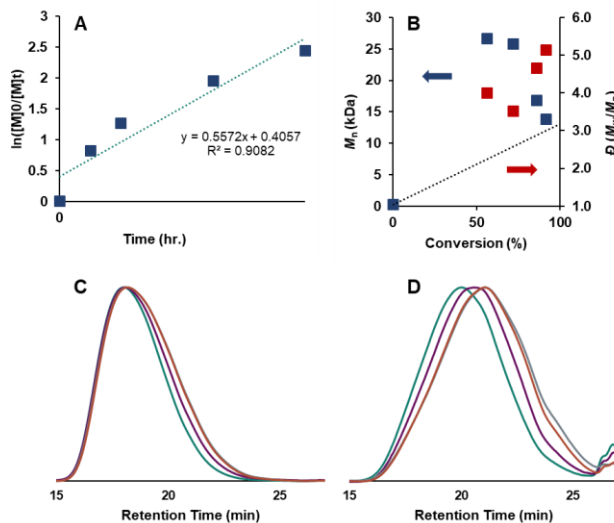 A
ln([M]0/[M]t)
3
2.5
2
1.5
1
0.5
0
y = 0.5572x + 0.4057
R² = 0.9082
0
Time (hr.)
B
Mn (kDa)
30
25
20
15
10
5
0
6.0
5.0
4.0
3.0
2.0
1.0
Đ (Mw/Mn)
0
50
100
Conversion (%)
C
15
20
25
Retention Time (min)
D
15
20
25
Retention Time (min)